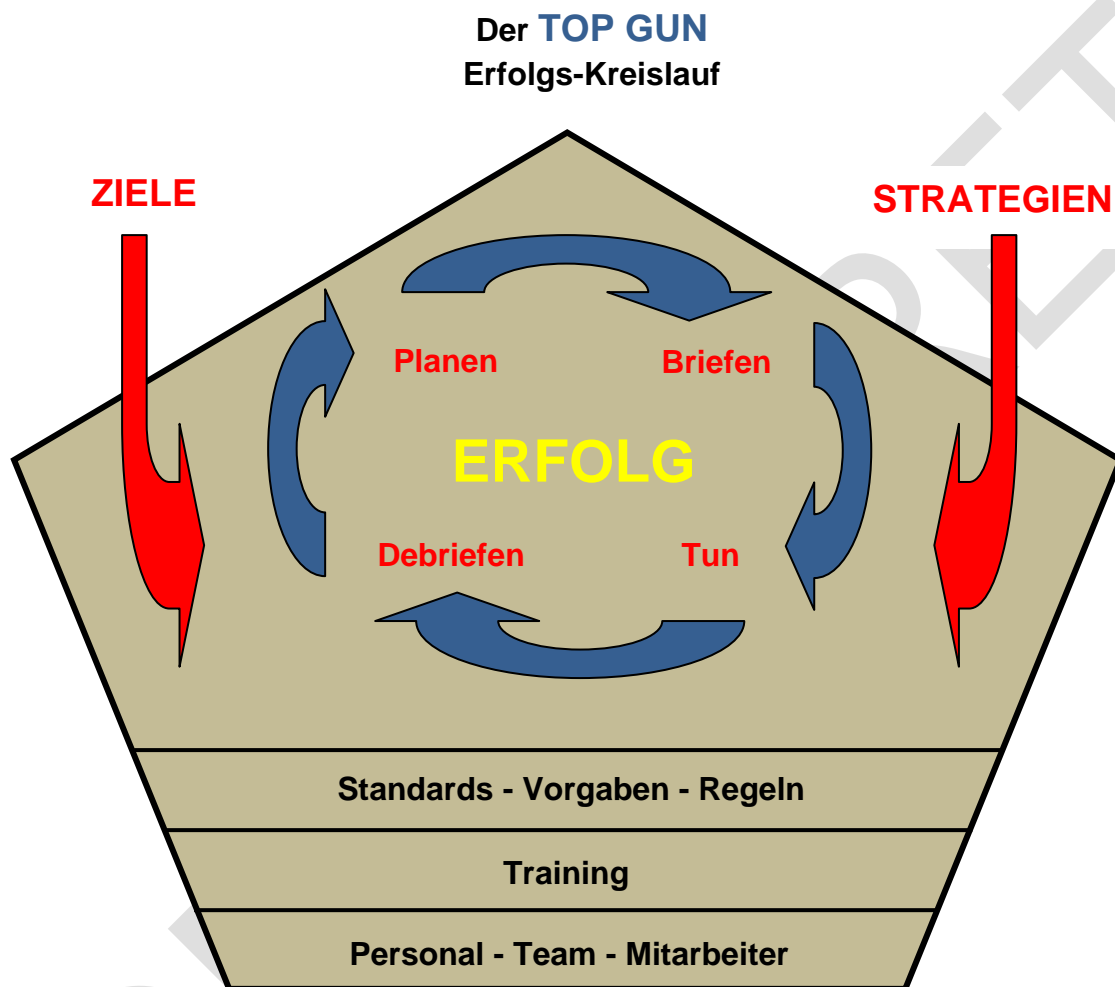 Der TOP GUN
Erfolgs-Kreislauf
ZIELE
STRATEGIEN
Planen
Briefen
ERFOLG
Debriefen
Tun
Standards - Vorgaben - Regeln
Training
Personal - Team - Mitarbeiter